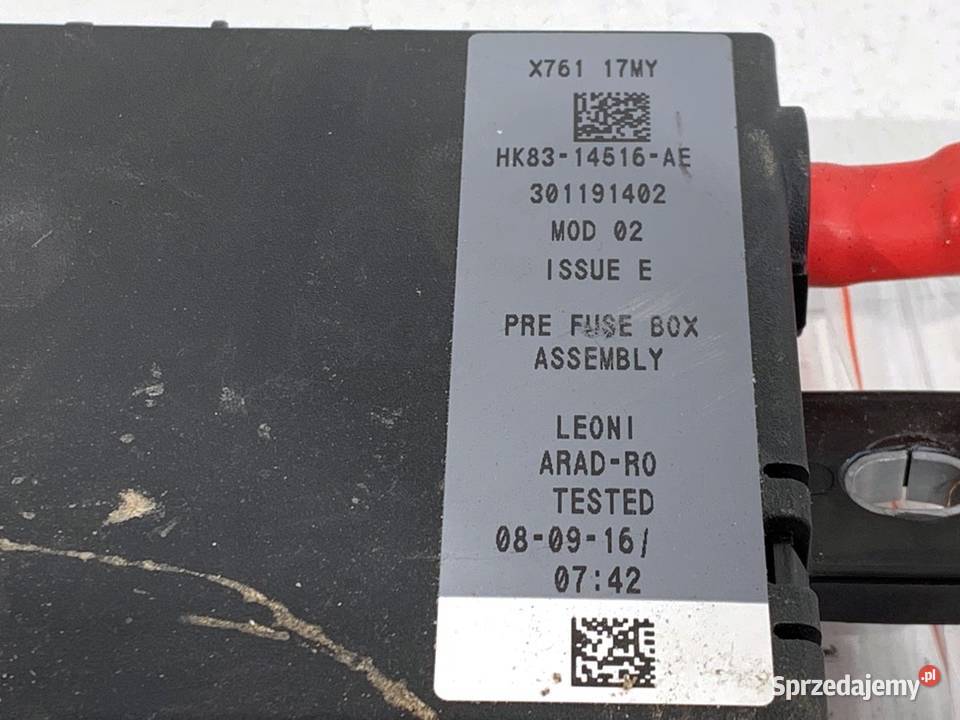 X761 17MY
HK83-14516-AE
301191402
MOD 02
ISSUE E
PRE FUSE BOX
ASSEMBLY
LEONI
ARAD-RO
TESTED
08-09-16/
07:42
Sprzedajemy.pl